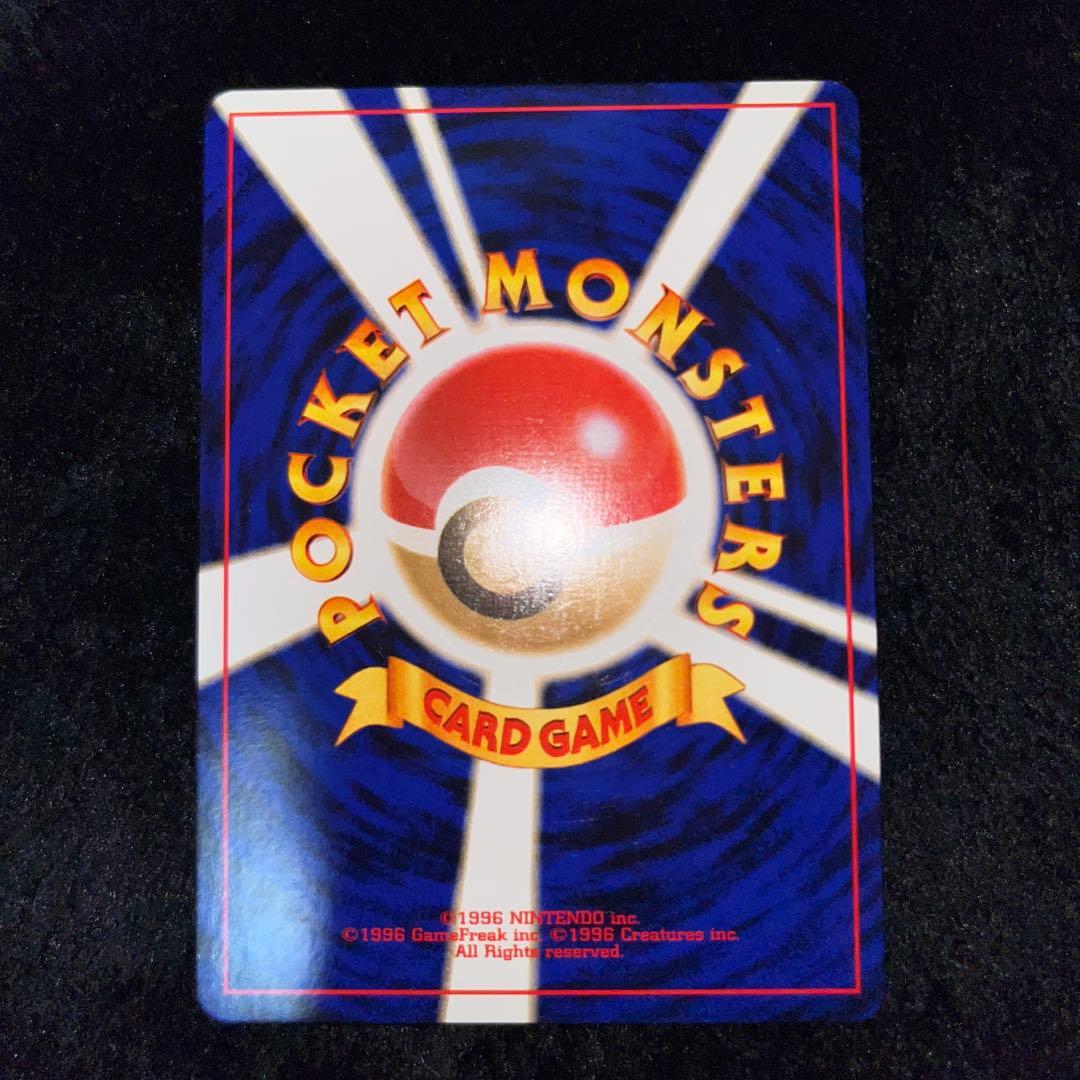 POCKET MONSTERS
CARD GAME
©1996 NINTENDO inc.
©1996 GameFreak inc. ©1996 Creatures inc.
All Rights reserved.